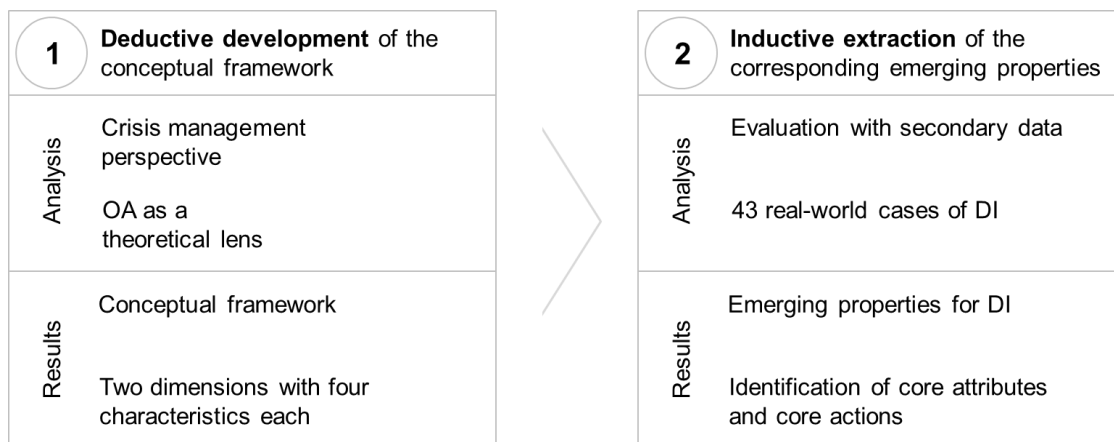 1
Deductive development of the
conceptual framework
Analysis
Crisis management
perspective
OA as a
theoretical lens
Results
Conceptual framework
Two dimensions with four
characteristics each
2
Inductive extraction of the
corresponding emerging properties
Analysis
Evaluation with secondary data
43 real-world cases of DI
Results
Emerging properties for DI
Identification of core attributes
and core actions